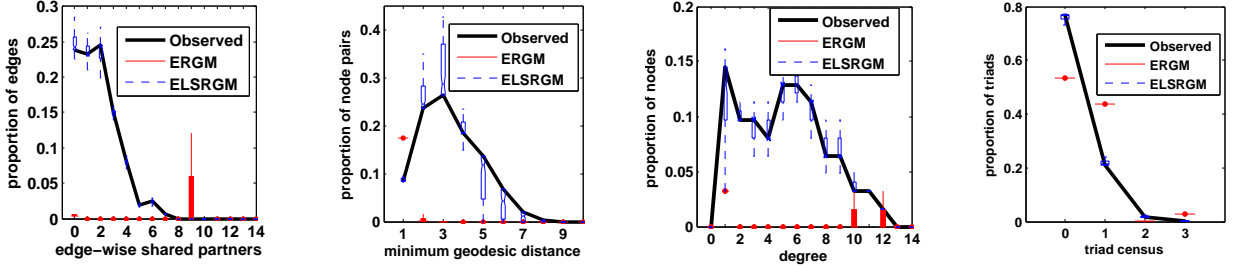 0.3
0.25
0.2
0.15
0.1
0.05
0
proportion of edges
Observed
ERGM
ELSRGM
0 2 4 6 8 10 12 14
edge−wise shared partners
0.4
0.3
0.2
0.1
0
proportion of node pairs
Observed
ERGM
ELSRGM
1 3 5 7 9
minimum geodesic distance
0.2
0.15
0.1
0.05
0
proportion of nodes
Observed
ERGM
ELSRGM
0 2 4 6 8 10 12 14
degree
0.8
0.6
0.4
0.2
0
proportion of triads
Observed
ERGM
ELSRGM
0 1 2 3
triad census